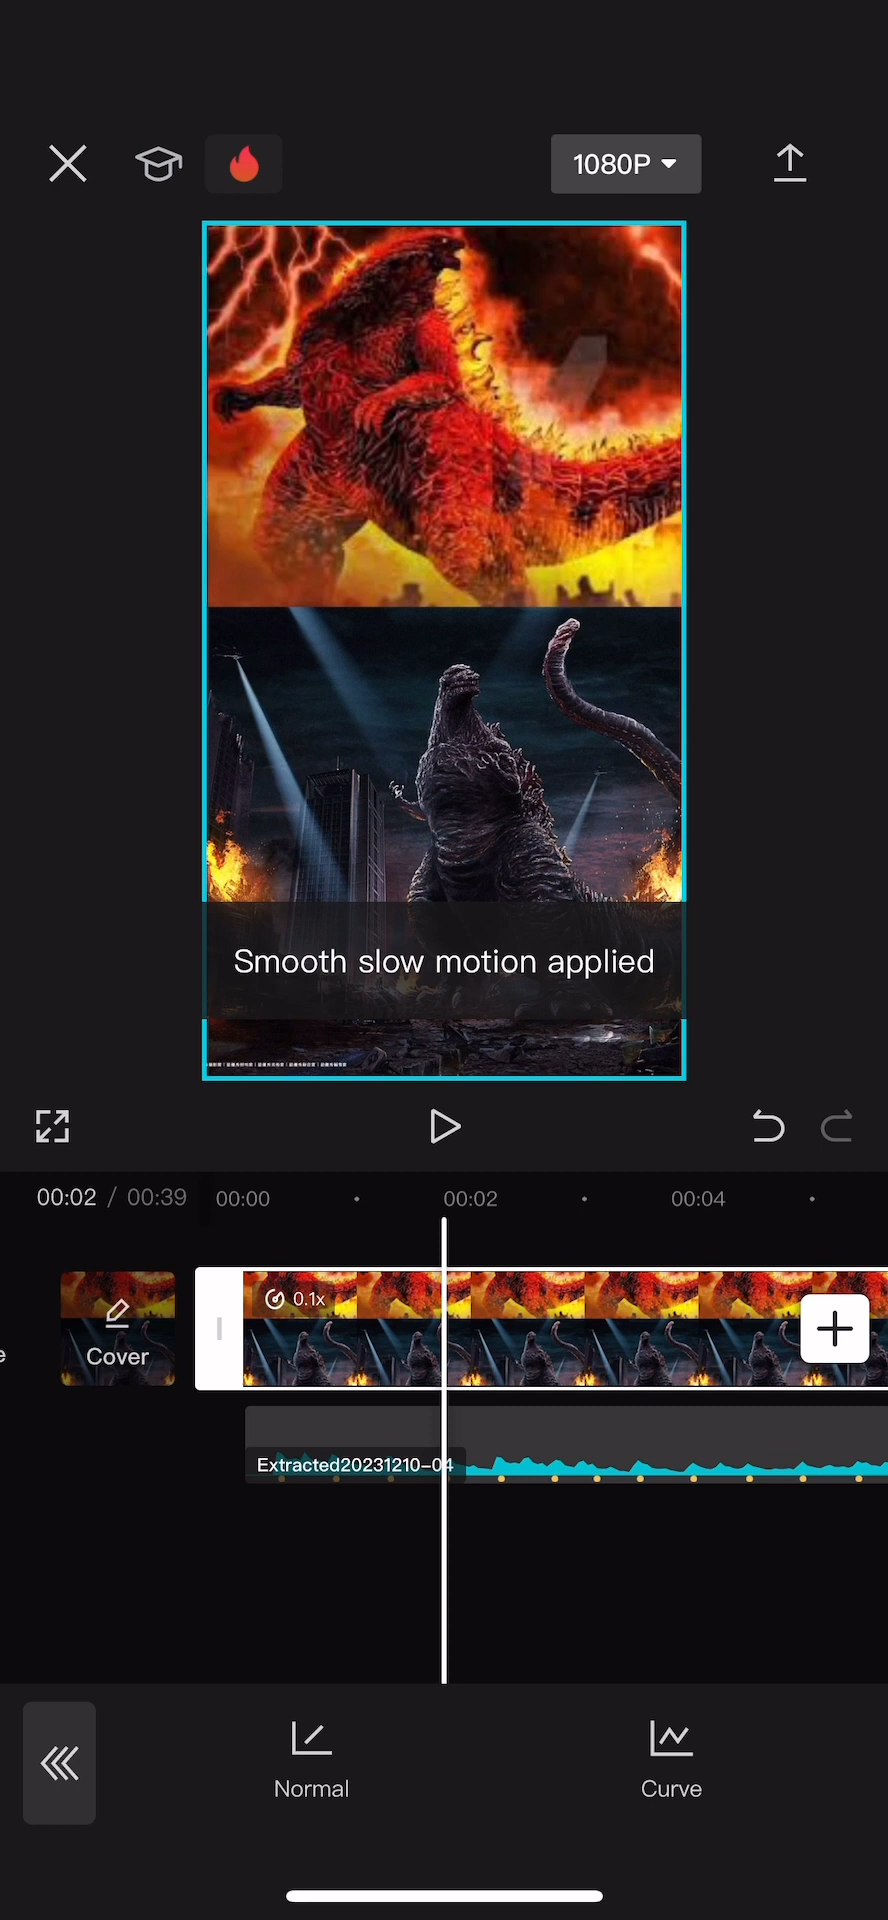 1080P
Smooth slow motion applied
00:02 / 00:39
00:00
00:02
00:04
0.1x
Cover
e
Extracted20231210-04
Normal
Curve